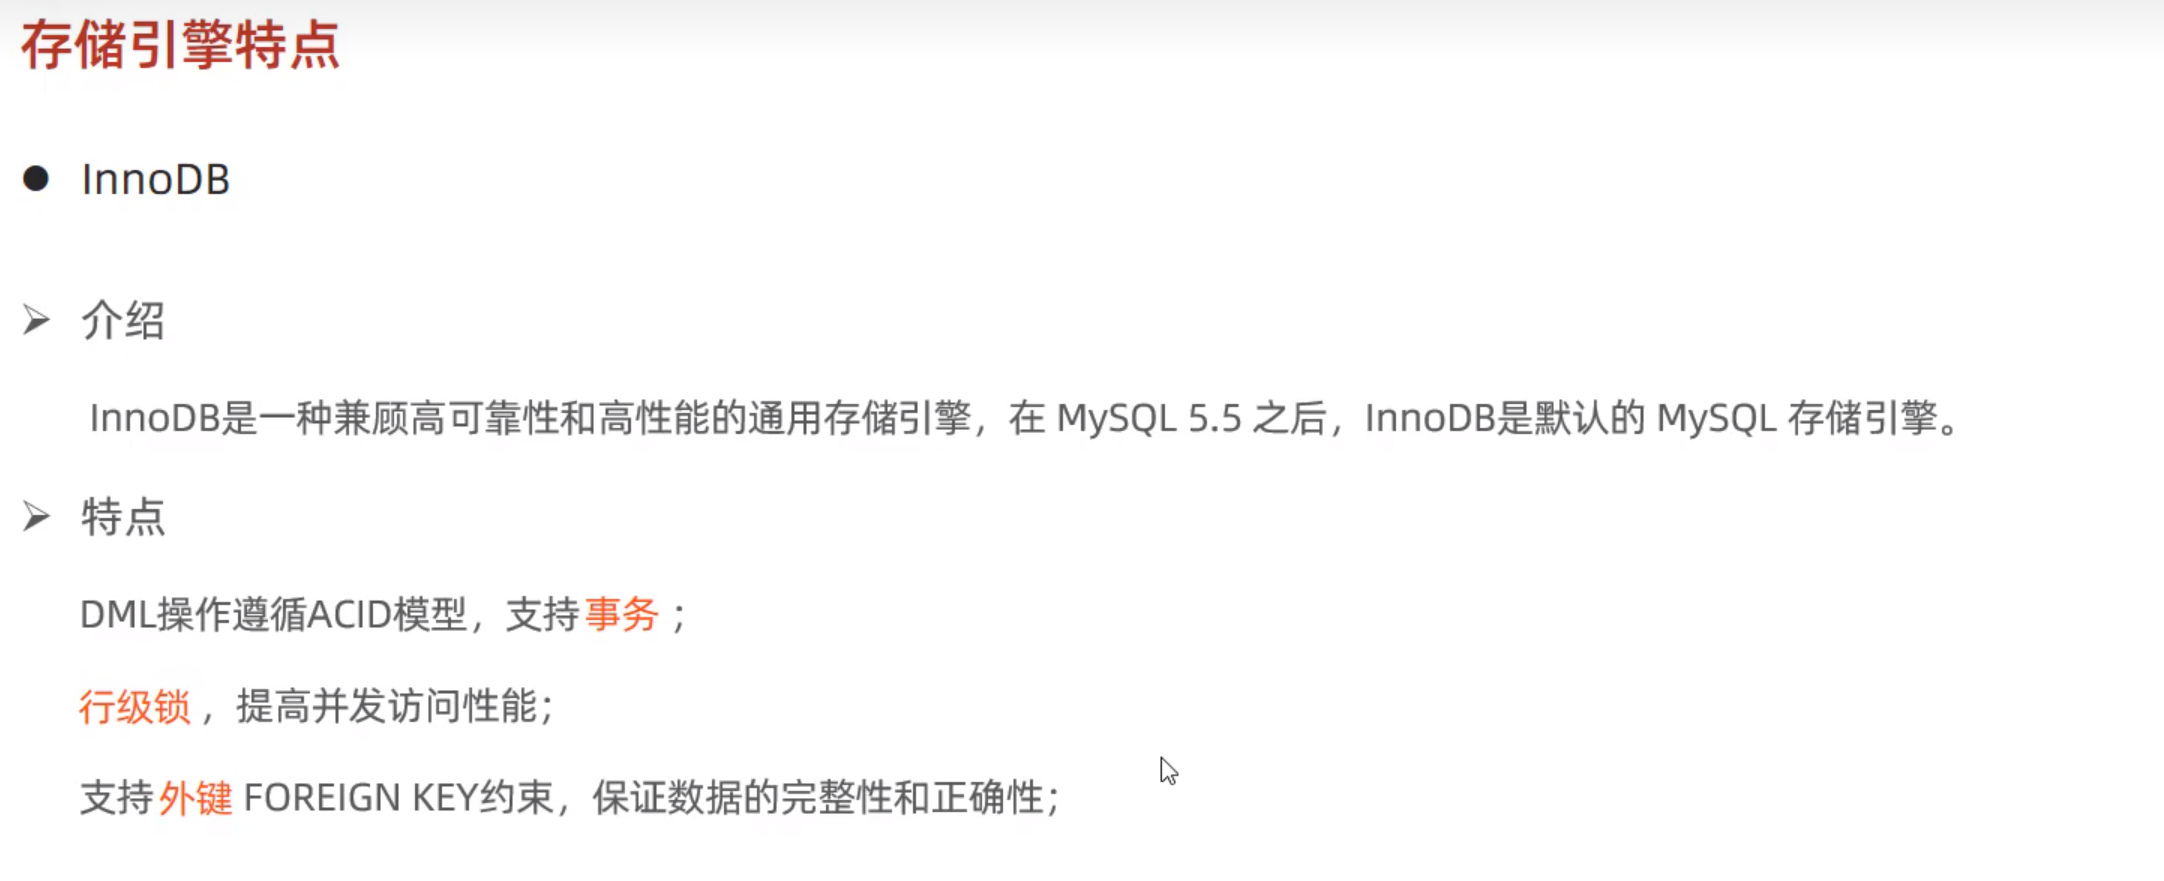 存储引擎特点
● InnoDB
➢ 介绍
InnoDB是一种兼顾高可靠性和高性能的通用存储引擎，在 MySQL 5.5 之后，InnoDB是默认的 MySQL 存储引擎。
➢ 特点
DML操作遵循ACID模型，支持事务；
行级锁，提高并发访问性能；
支持外键 FOREIGN KEY约束，保证数据的完整性和正确性；